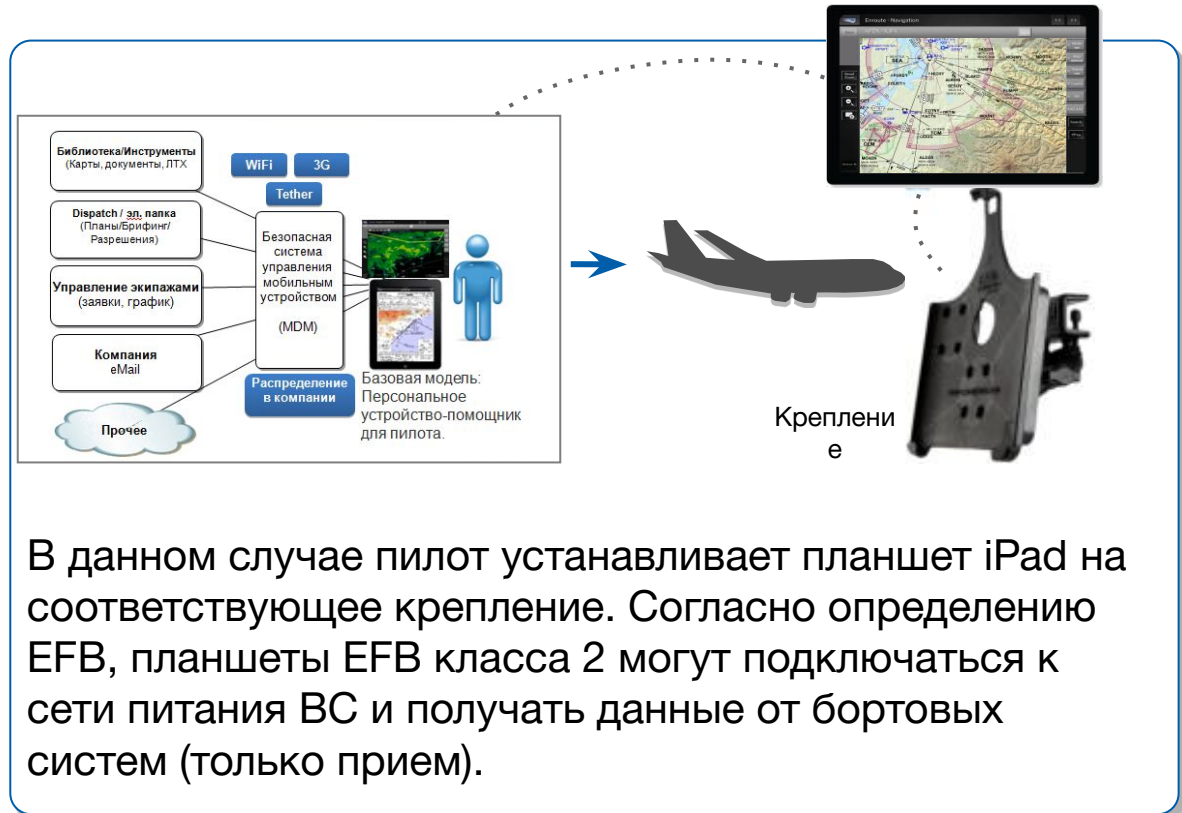 Enroute - Navigation
SEA
Библиотека/Инструменты
(Карты, документы, ЛТХ
WiFi
3G
Tether
Dispatch / эл. папка
(Планы/Брифинг/
Разрешения)
Безопасная
система
управления
мобильным
устройством
(MDM)
Управление экипажами
(заявки, график)
Компания
eMail
Прочее
Распределение
в компании
Базовая модель:
Персональное
устройство-помощник
для пилота.
Креплени
е
В данном случае пилот устанавливает планшет iPad на
соответствующее крепление. Согласно определению
EFB, планшеты EFB класса 2 могут подключаться к
сети питания ВС и получать данные от бортовых
систем (только прием).